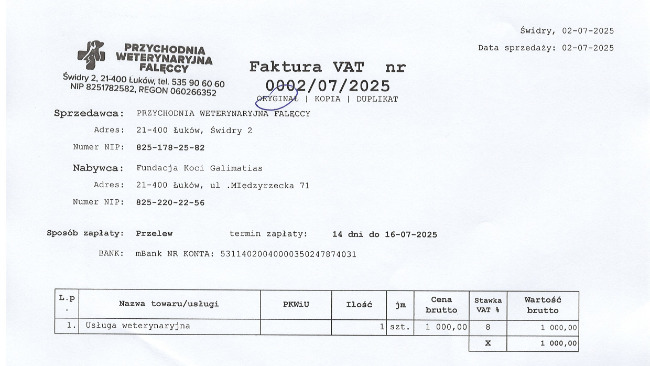 Świdry, 02-07-2025
Data sprzedaży: 02-07-2025
PRZYCHODNIA
WETERYNARYJNA
FALĘCCY
Świdry 2, 21-400 Łuków, tel. 535 90 60 60
NIP 8251782582, REGON 060266352
Faktura VAT nr
0002/07/2025
ORYGINAŁ | KOPIA | DUPLIKAT
Sprzedawca: PRZYCHODNIA WETERYNARYJNA FALĘCCY
Adres: 21-400 Łuków, Świdry 2
Numer NIP: 825-178-25-82
Nabywca: Fundacja Koci Galimatias
Adres: 21-400 Łuków, ul .MIedzyrzecka 71
Numer NIP: 825-220-22-56
Sposób zapłaty: Przelew termin zapłaty: 14 dni do 16-07-2025
BANK: mBank NR KONTA: 53114020040000350247874031
L.p. Nazwa towaru/usługi PKWiU Ilość jm Cena brutto Stawka VAT % Wartość brutto
1. Usługa weterynaryjna 1 szt. 1 000,00 8 1 000,00
X 1 000,00